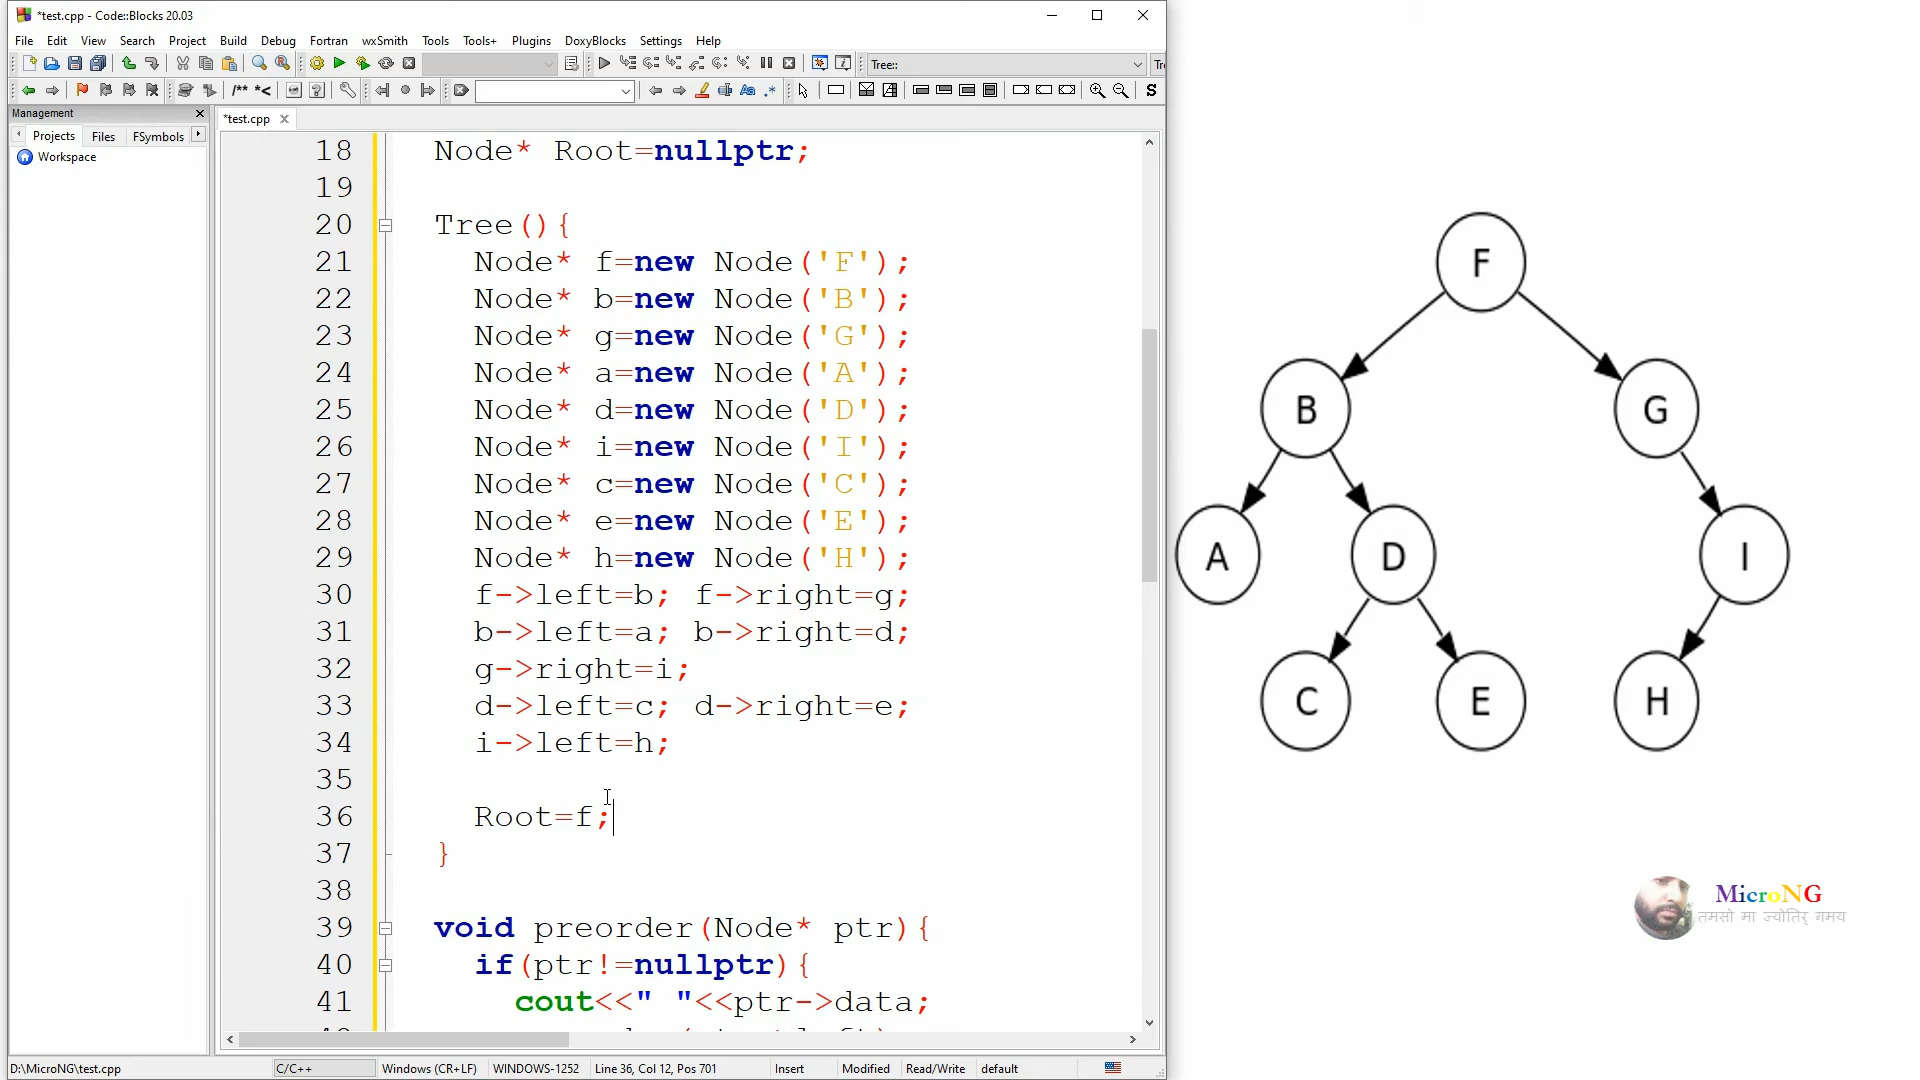 *test.cpp - Code::Blocks 20.03
File Edit View Search Project Build Debug Fortran wxSmith Tools Tools+ Plugins DoxyBlocks Settings Help
Tree::
/** *< Aa .* S
Management
*test.cpp
Projects Files FSymbols
Workspace
18 Node* Root=nullptr;
19
20 Tree(){
21 Node* f=new Node('F');
22 Node* b=new Node('B');
23 Node* g=new Node('G');
24 Node* a=new Node('A');
25 Node* d=new Node('D');
26 Node* i=new Node('I');
27 Node* c=new Node('C');
28 Node* e=new Node('E');
29 Node* h=new Node('H');
30 f->left=b; f->right=g;
31 b->left=a; b->right=d;
32 g->right=i;
33 d->left=c; d->right=e;
34 i->left=h;
35
36 Root=f;
37 }
38
39 void preorder(Node* ptr){
40 if(ptr!=nullptr){
41 cout<<" "<<ptr->data;
D:\MicroNG\test.cpp C/C++ Windows (CR+LF) WINDOWS-1252 Line 36, Col 12, Pos 701 Insert Modified Read/Write default
F
B G
A D I
C E H
MicroNG
तमसो मा ज्योतिर् गमय